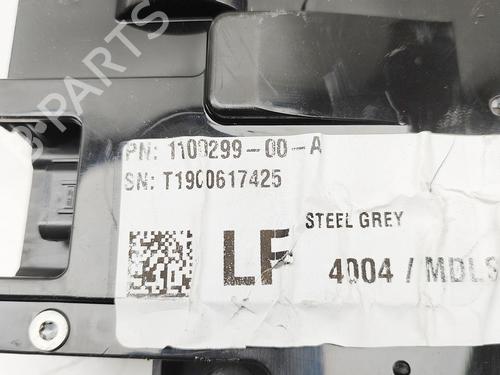 PARTS
PN: 1100299-00-A
SN: T1900617425
LF
STEEL GREY
4004 / MDLS